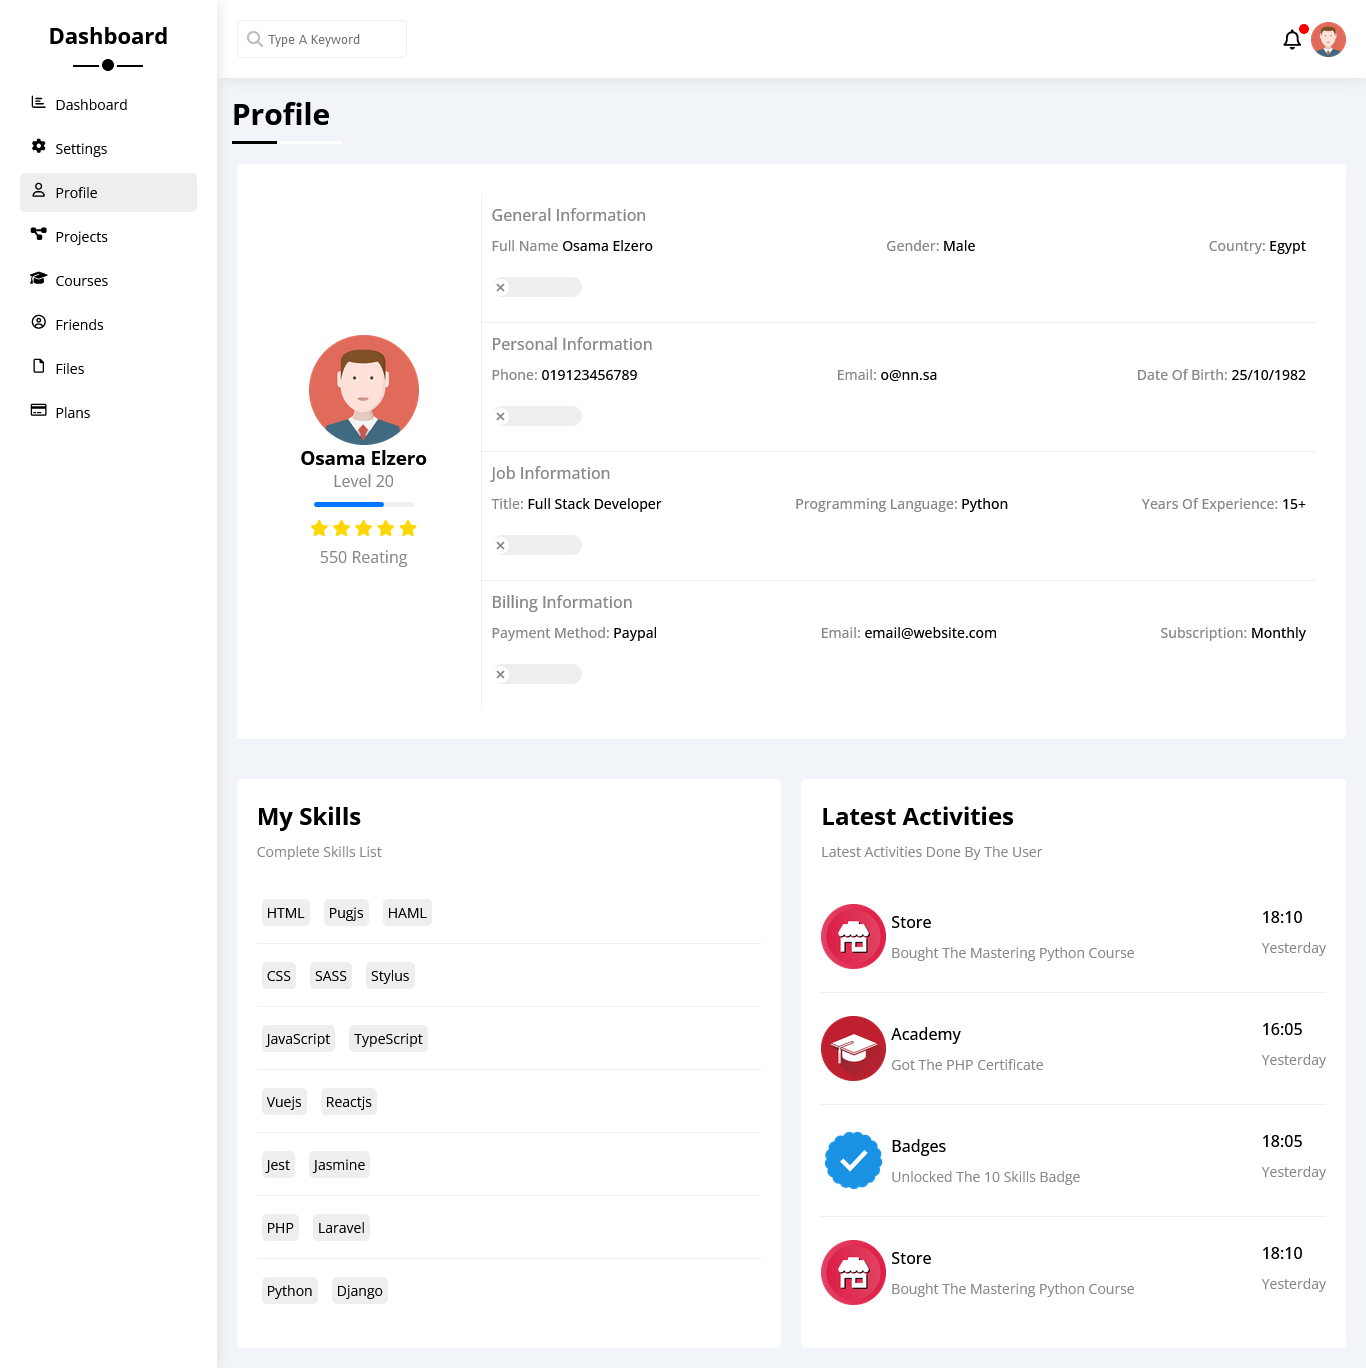 Dashboard
Type A Keyword
Dashboard
Settings
Profile
Projects
Courses
Friends
Files
Plans
Profile
Osama Elzero
Level 20
550 Reating
General Information
Full Name Osama Elzero Gender: Male Country: Egypt
Personal Information
Phone: 019123456789 Email: o@nn.sa Date Of Birth: 25/10/1982
Job Information
Title: Full Stack Developer Programming Language: Python Years Of Experience: 15+
Billing Information
Payment Method: Paypal Email: email@website.com Subscription: Monthly
My Skills
Complete Skills List
HTML Pugjs HAML
CSS SASS Stylus
JavaScript TypeScript
Vuejs Reactjs
Jest Jasmine
PHP Laravel
Python Django
Latest Activities
Latest Activities Done By The User
Store 18:10
Bought The Mastering Python Course Yesterday
Academy 16:05
Got The PHP Certificate Yesterday
Badges 18:05
Unlocked The 10 Skills Badge Yesterday
Store 18:10
Bought The Mastering Python Course Yesterday